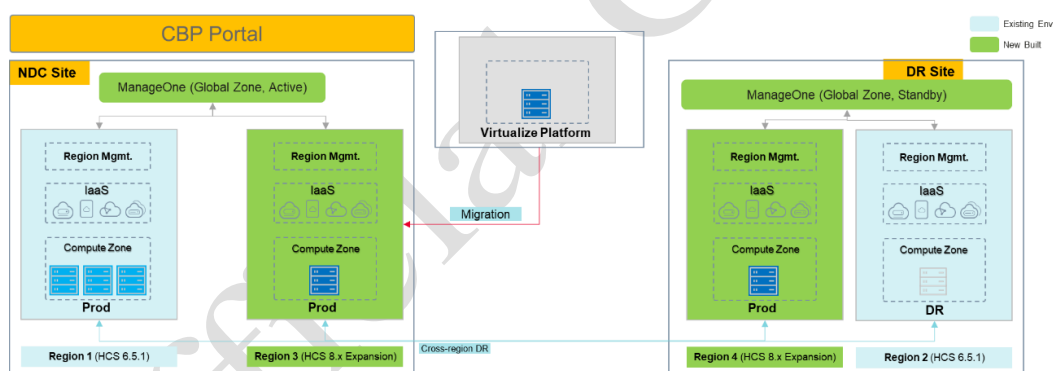 CBP Portal
Existing Env
New Built
NDC Site
ManageOne (Global Zone, Active)
Region Mgmt.
IaaS
Compute Zone
Prod
Region 1 (HCS 6.5.1)
Region Mgmt.
IaaS
Compute Zone
Prod
Region 3 (HCS 8.x Expansion)
Virtualize Platform
Migration
Cross-region DR
DR Site
ManageOne (Global Zone, Standby)
Region Mgmt.
IaaS
Compute Zone
Prod
Region 4 (HCS 8.x Expansion)
Region Mgmt.
IaaS
Compute Zone
DR
Region 2 (HCS 6.5.1)